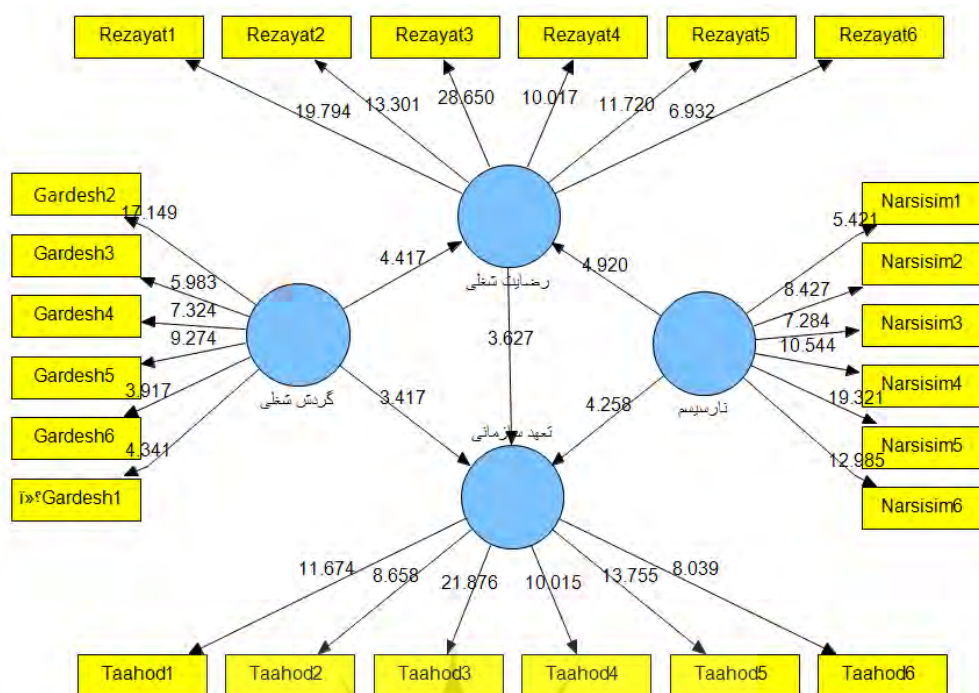 Rezayat1 Rezayat2 Rezayat3 Rezayat4 Rezayat5 Rezayat6
19.794 13.301 28.650 10.017 11.720 6.932
Gardesh2
17.149
Gardesh3
5.983
Gardesh4
7.324
Gardesh5
9.274
Gardesh6
3.917
ï»؟Gardesh1
4.341
4.417
رضایت شغلی
4.920
3.627
گردش شغلی
3.417
نارسیسم
4.258
تعهد سازمانی
Narsisim1
5.421
Narsisim2
8.427
Narsisim3
7.284
Narsisim4
10.544
Narsisim5
19.321
Narsisim6
12.985
11.674 8.658 21.876 10.015 13.755 8.039
Taahod1 Taahod2 Taahod3 Taahod4 Taahod5 Taahod6